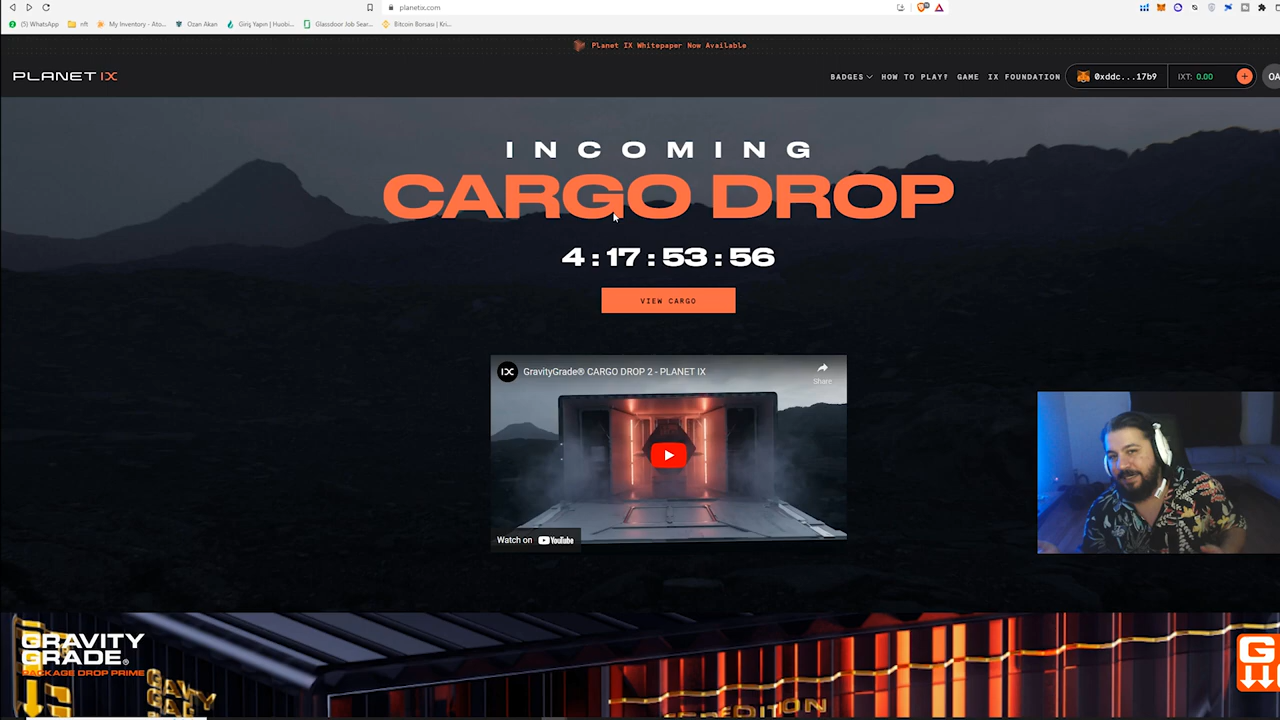 planetix.com
(5) WhatsApp
nft
My Inventory - Ato...
Ozan Akan
Giriş Yapın | Huobi...
Glassdoor Job Sear...
Bitcoin Borsası | Kri...
Planet IX Whitepaper Now Available
PLANET IX
BADGES
HOW TO PLAY?
GAME
IX FOUNDATION
0xddc...17b9
IXT: 0.00
+
OA
INCOMING
CARGO DROP
4 : 17 : 53 : 56
VIEW CARGO
IX
GravityGrade® CARGO DROP 2 - PLANET IX
Share
Watch on YouTube
GRAVITY
GRADE®
PACKAGE DROP PRIME
G